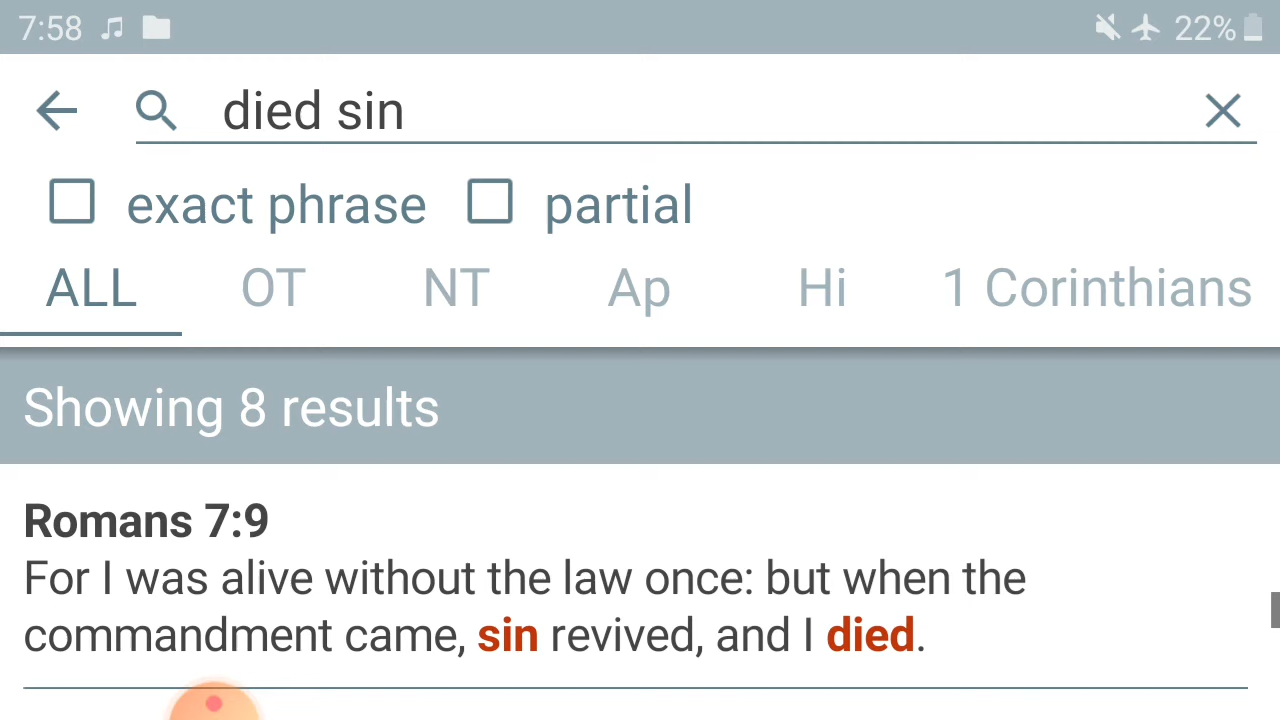 7:58 22%
died sin
exact phrase partial
ALL OT NT Ap Hi 1 Corinthians
Showing 8 results
Romans 7:9
For I was alive without the law once: but when the
commandment came, sin revived, and I died.